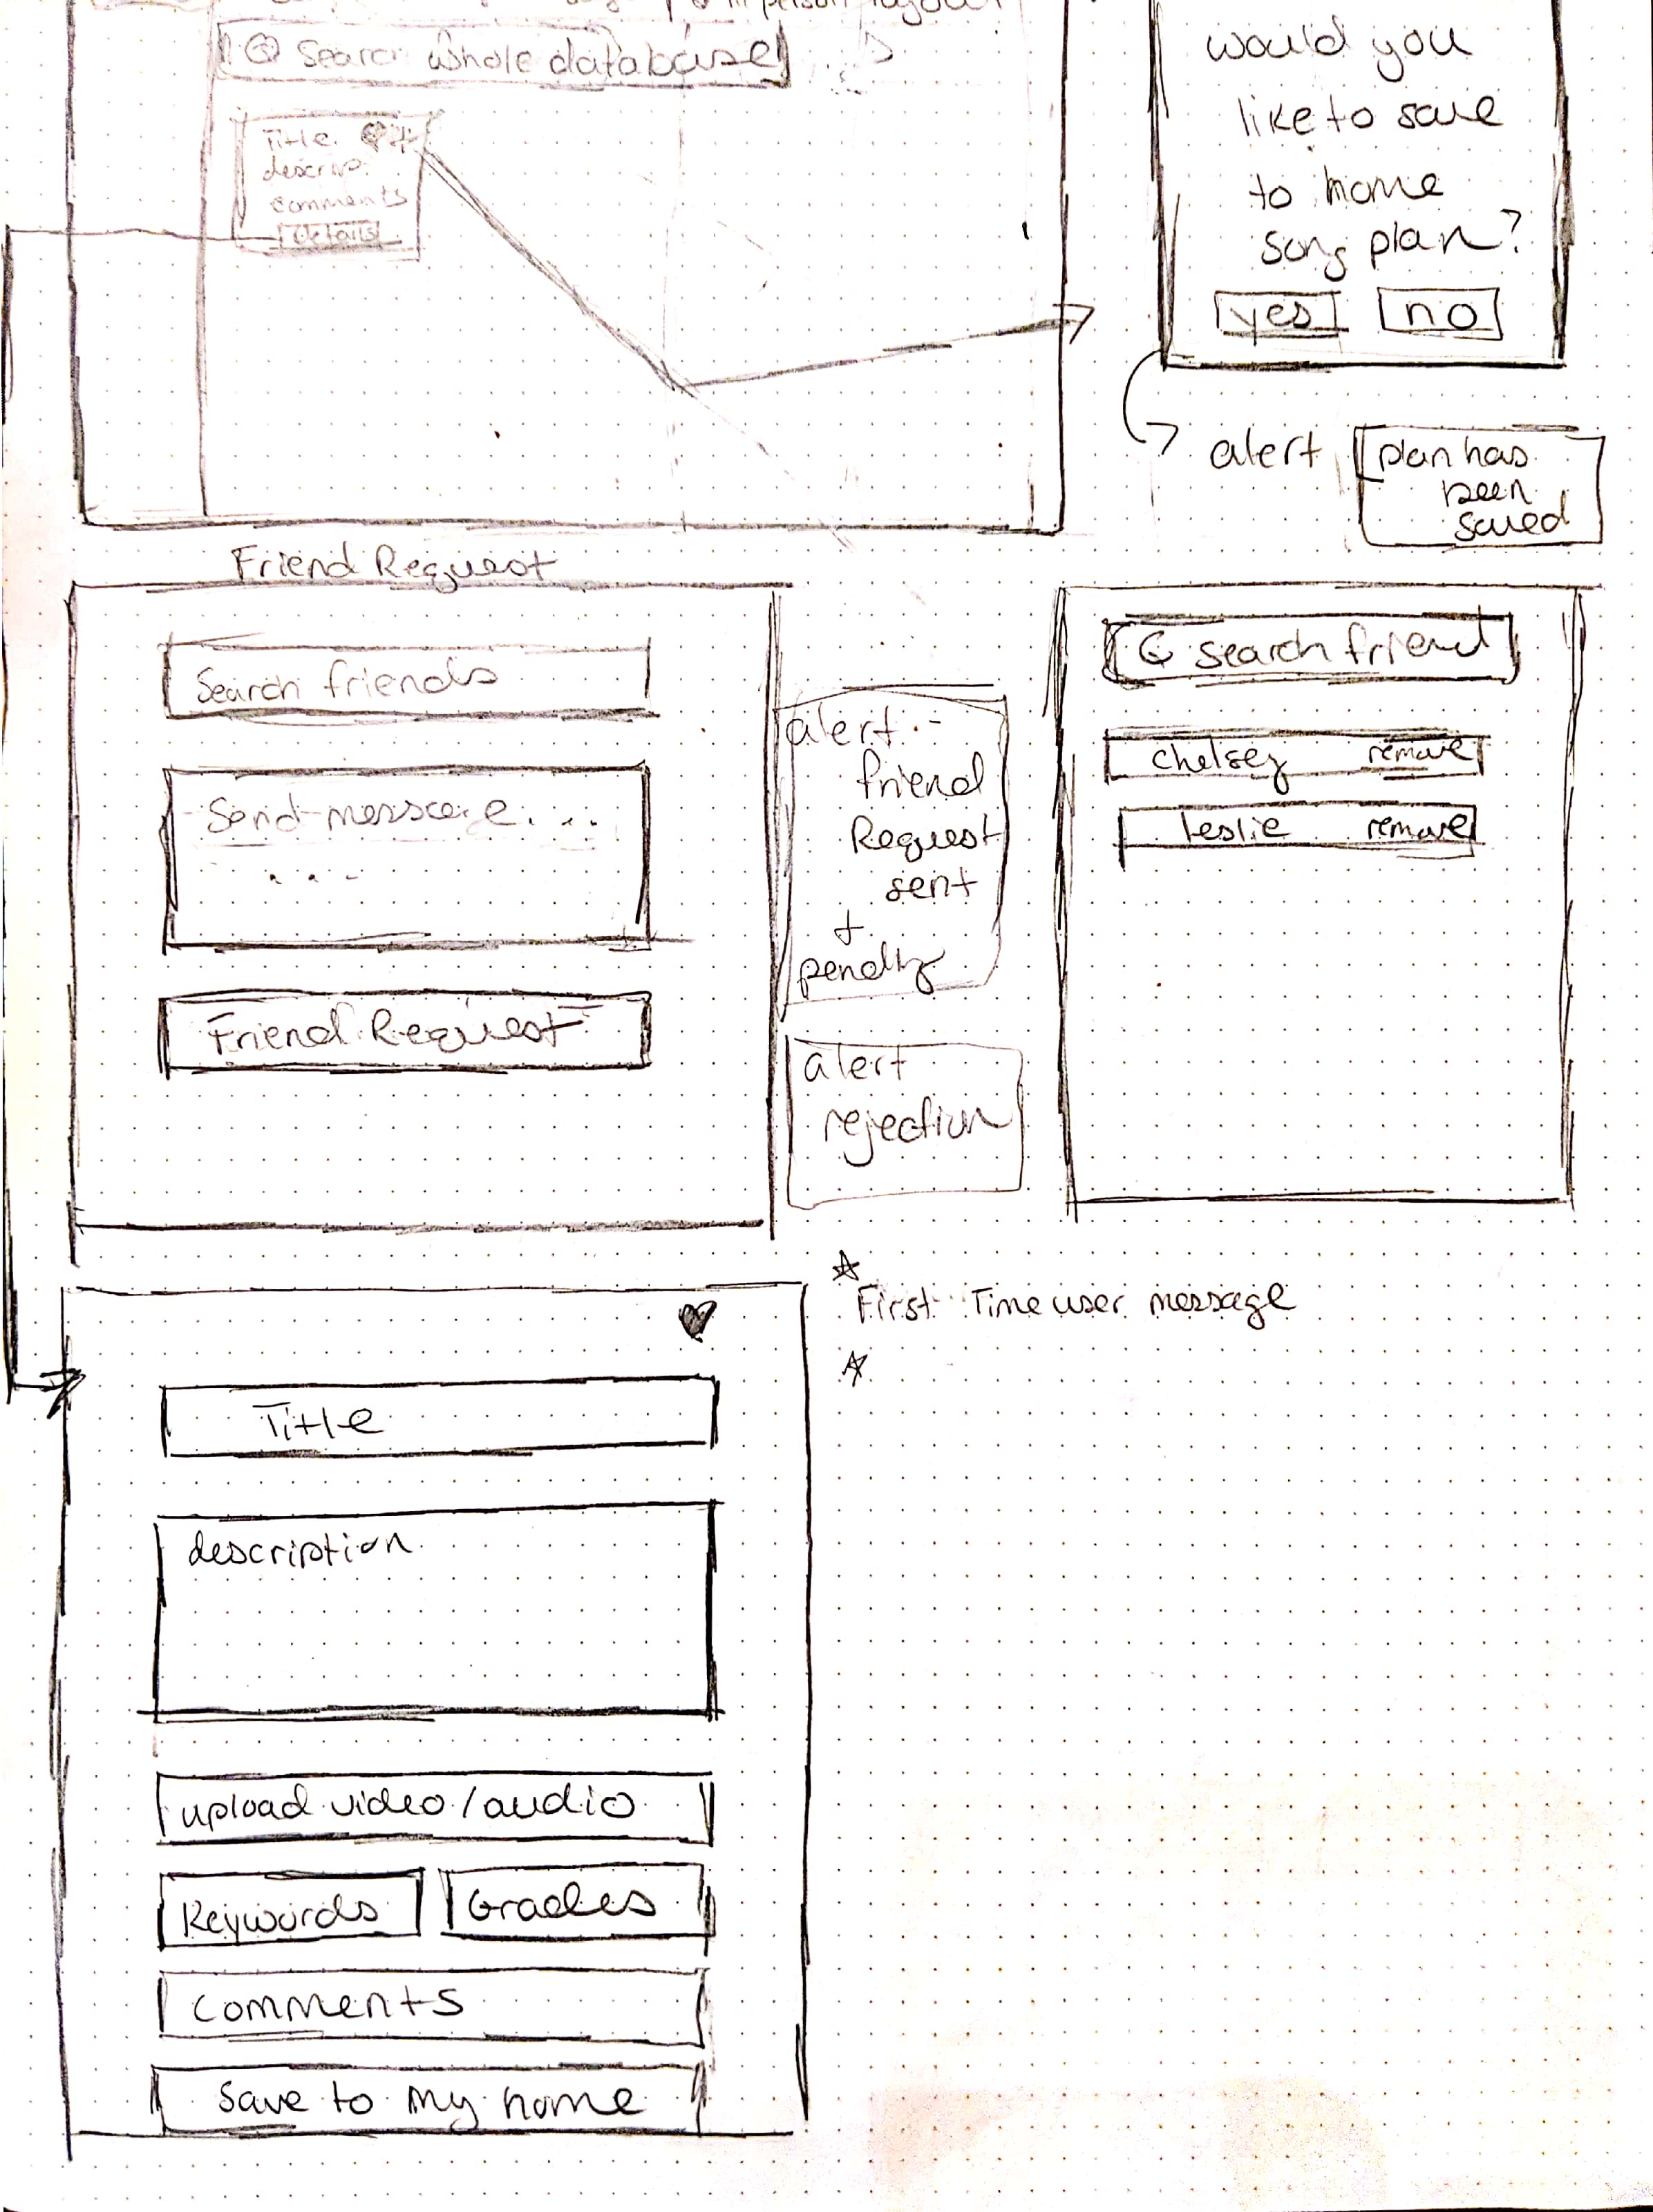 in person layout
Search whole database
Title +
descrip.
comments
details
would you
like to save
to home
song plan?
yes no
alert
plan has
been
saved
Friend Request
Search friends
Send message...
...
Friend Request
alert -
friend
Request
sent
+
pending
alert
rejection
search friend
chelsey remove
leslie remove
First Time user message
Title
description
upload video/audio
Keywords Grades
comments
Save to my home